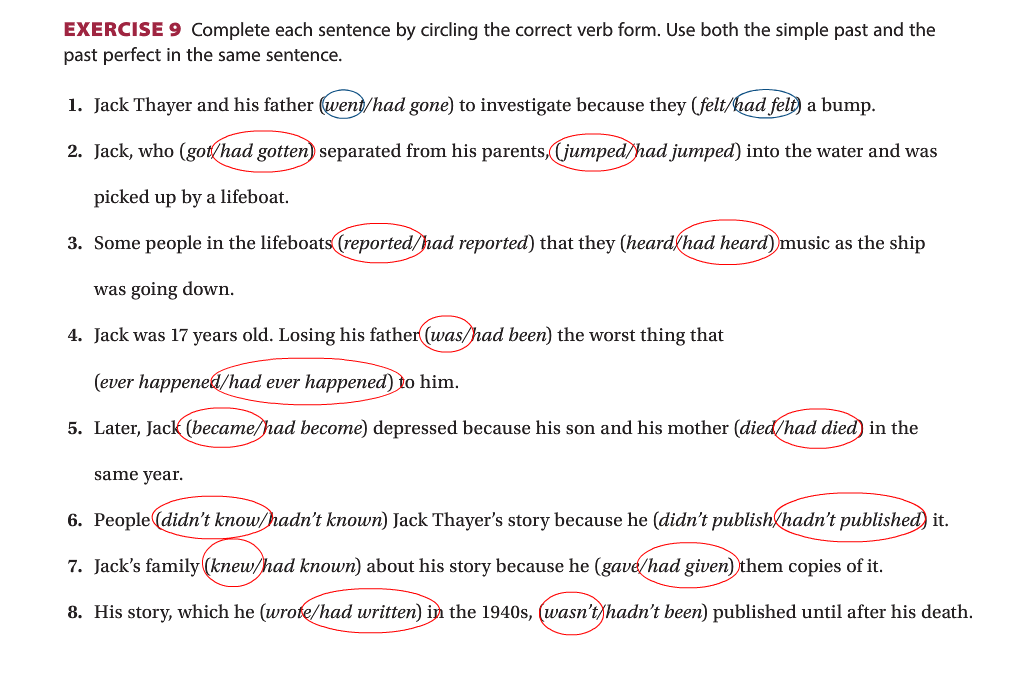 EXERCISE 9 Complete each sentence by circling the correct verb form. Use both the simple past and the
past perfect in the same sentence.
1. Jack Thayer and his father (went/had gone) to investigate because they (felt/had felt) a bump.
2. Jack, who (got/had gotten) separated from his parents, (jumped/had jumped) into the water and was
picked up by a lifeboat.
3. Some people in the lifeboats (reported/had reported) that they (heard/had heard) music as the ship
was going down.
4. Jack was 17 years old. Losing his father (was/had been) the worst thing that
(ever happened/had ever happened) to him.
5. Later, Jack (became/had become) depressed because his son and his mother (died/had died) in the
same year.
6. People (didn't know/hadn't known) Jack Thayer's story because he (didn't publish/hadn't published) it.
7. Jack's family (knew/had known) about his story because he (gave/had given) them copies of it.
8. His story, which he (wrote/had written) in the 1940s, (wasn't/hadn't been) published until after his death.